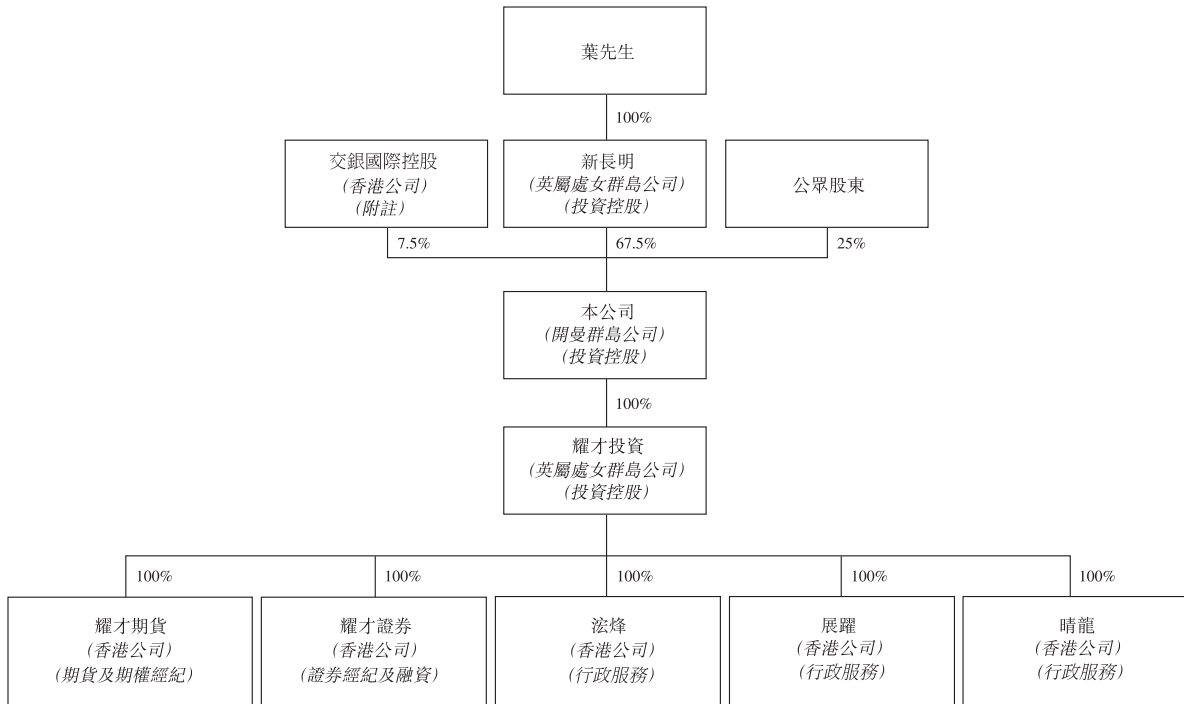 葉先生
100%
交銀國際控股
(香港公司)
(附註)
新長明
(英屬處女群島公司)
(投資控股)
公眾股東
7.5%
67.5%
25%
本公司
(開曼群島公司)
(投資控股)
100%
耀才投資
(英屬處女群島公司)
(投資控股)
100%
100%
100%
100%
100%
耀才期貨
(香港公司)
(期貨及期權經紀)
耀才證券
(香港公司)
(證券經紀及融資)
浤烽
(香港公司)
(行政服務)
展躍
(香港公司)
(行政服務)
晴龍
(香港公司)
(行政服務)